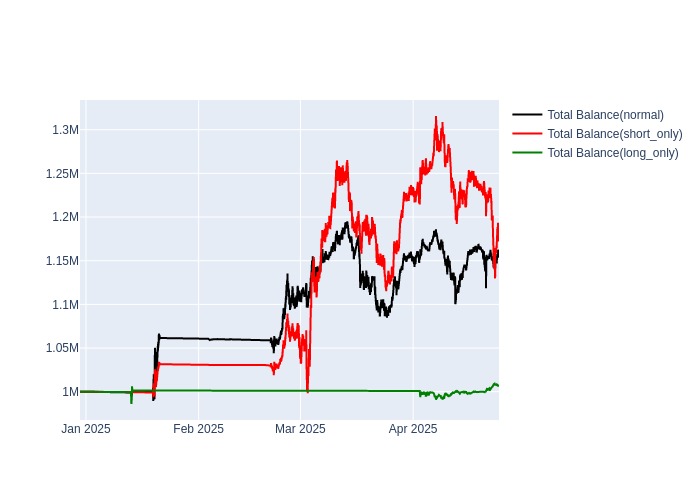 Total Balance(normal)
Total Balance(short_only)
Total Balance(long_only)
1.3M
1.25M
1.2M
1.15M
1.1M
1.05M
1M
Jan 2025
Feb 2025
Mar 2025
Apr 2025